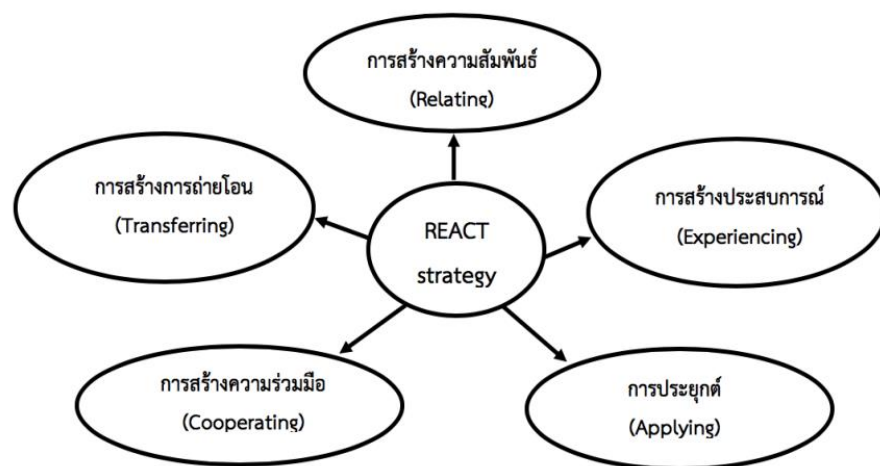 การสร้างความสัมพันธ์
(Relating)
การสร้างการถ่ายโอน
(Transferring)
การสร้างประสบการณ์
(Experiencing)
REACT
strategy
การสร้างความร่วมมือ
(Cooperating)
การประยุกต์
(Applying)